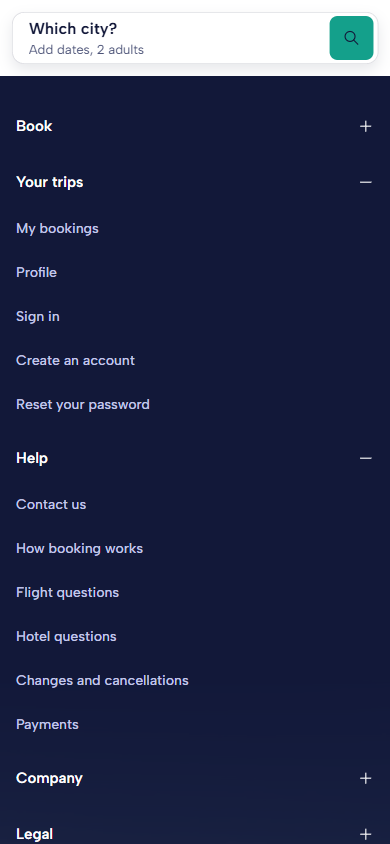 Which city?
Add dates, 2 adults
Book
Your trips
My bookings
Profile
Sign in
Create an account
Reset your password
Help
Contact us
How booking works
Flight questions
Hotel questions
Changes and cancellations
Payments
Company
Legal